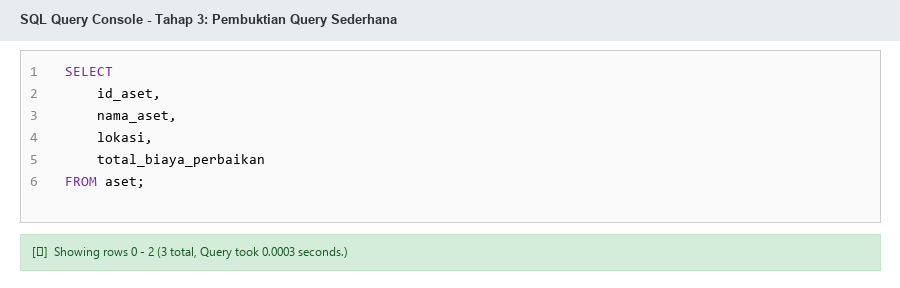 SQL Query Console - Tahap 3: Pembuktian Query Sederhana
1 SELECT
2 id_aset,
3 nama_aset,
4 lokasi,
5 total_biaya_perbaikan
6 FROM aset;
[▯] Showing rows 0 - 2 (3 total, Query took 0.0003 seconds.)